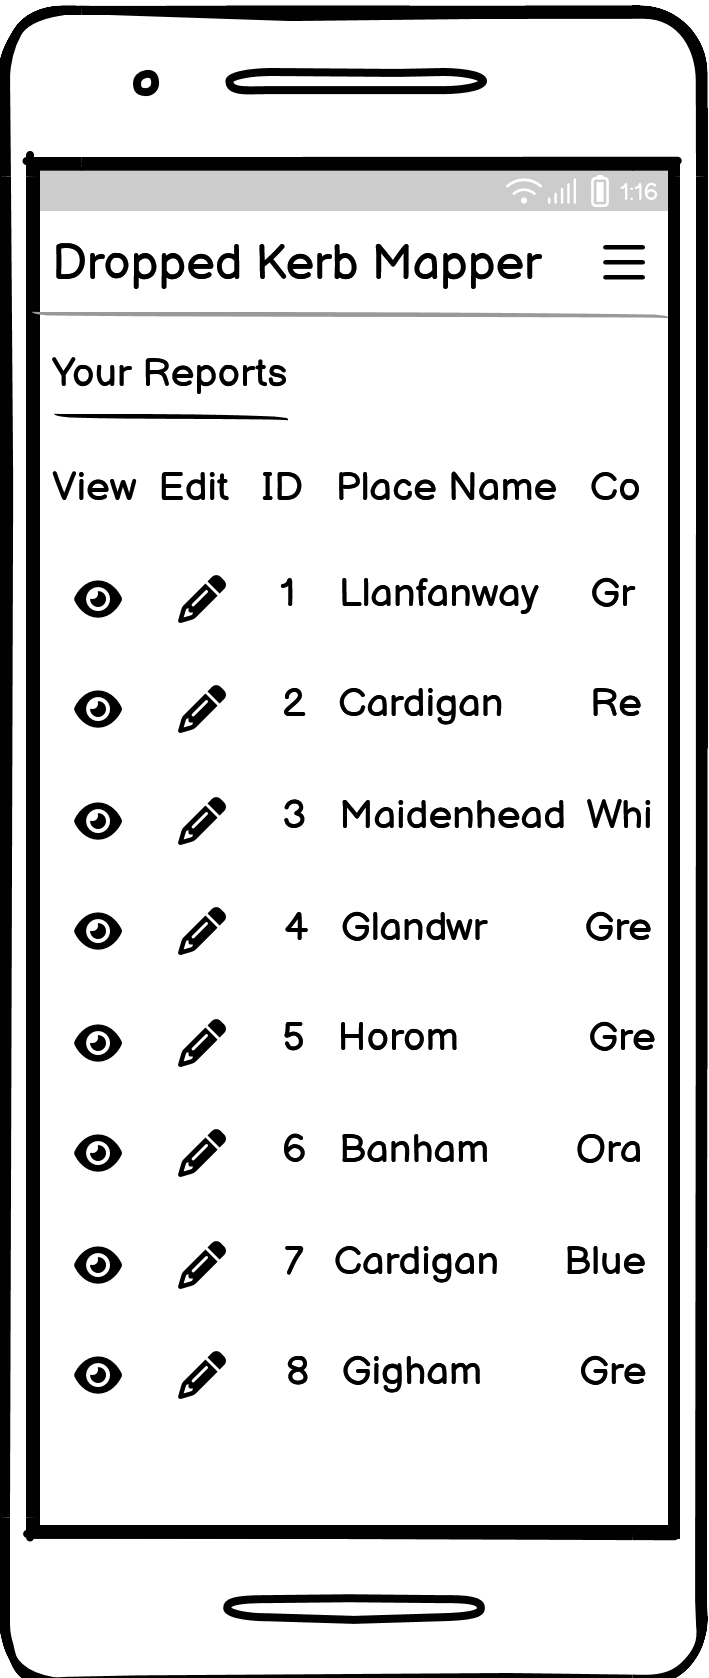 1:16
Dropped Kerb Mapper
Your Reports
View Edit ID Place Name Co
1 Llanfanway Gr
2 Cardigan Re
3 Maidenhead Whi
4 Glandwr Gre
5 Horom Gre
6 Banham Ora
7 Cardigan Blue
8 Gigham Gre